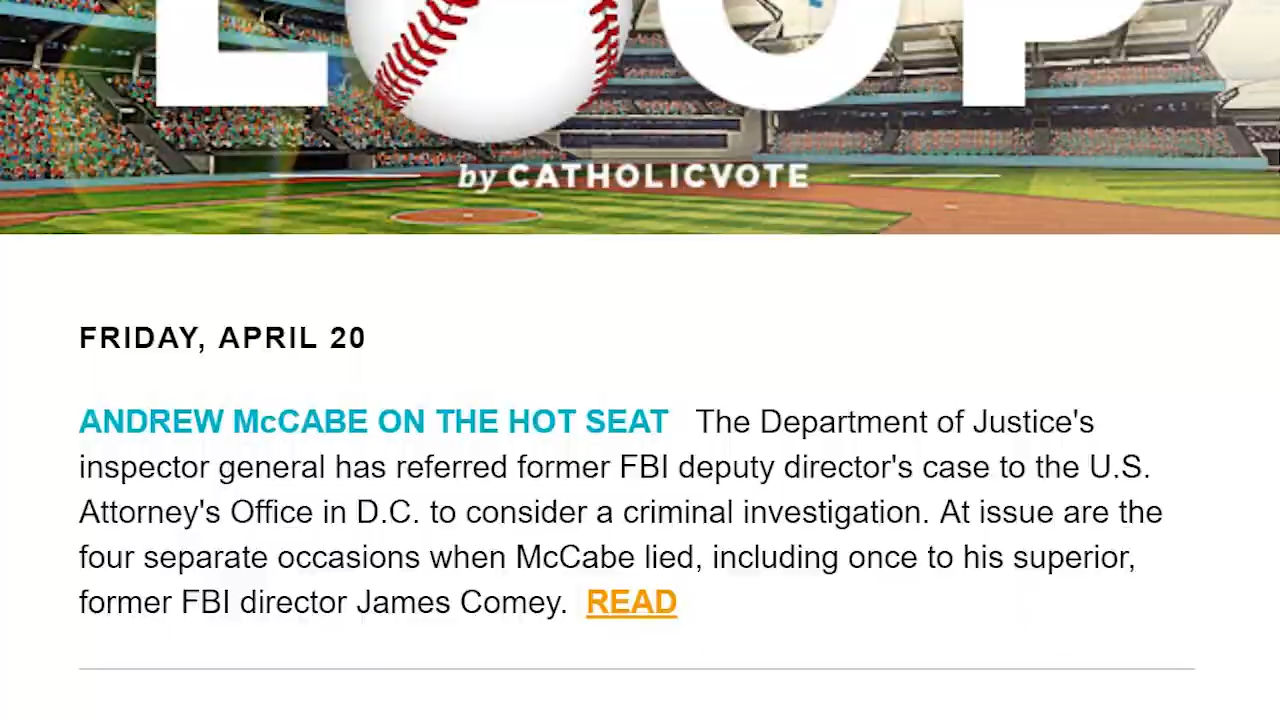 LOOP
by CATHOLICVOTE
FRIDAY, APRIL 20
ANDREW McCABE ON THE HOT SEAT The Department of Justice's
inspector general has referred former FBI deputy director's case to the U.S.
Attorney's Office in D.C. to consider a criminal investigation. At issue are the
four separate occasions when McCabe lied, including once to his superior,
former FBI director James Comey. READ